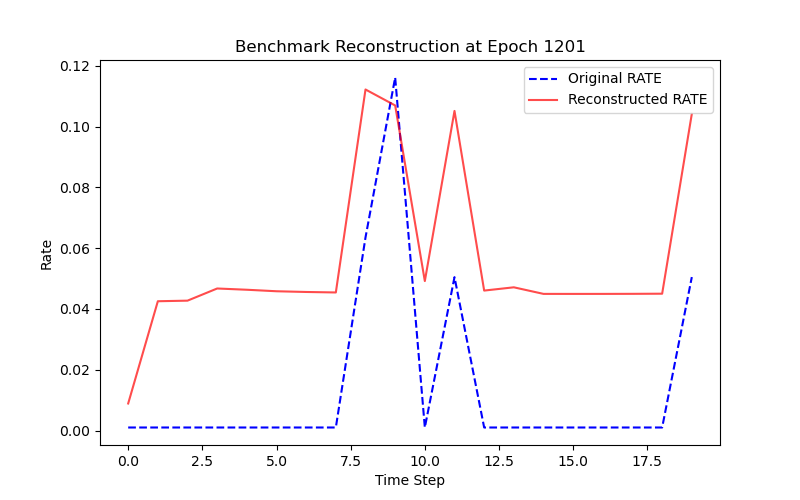 Benchmark Reconstruction at Epoch 1201
Original RATE
Reconstructed RATE
0.12
0.10
0.08
0.06
0.04
0.02
0.00
Rate
0.0 2.5 5.0 7.5 10.0 12.5 15.0 17.5
Time Step